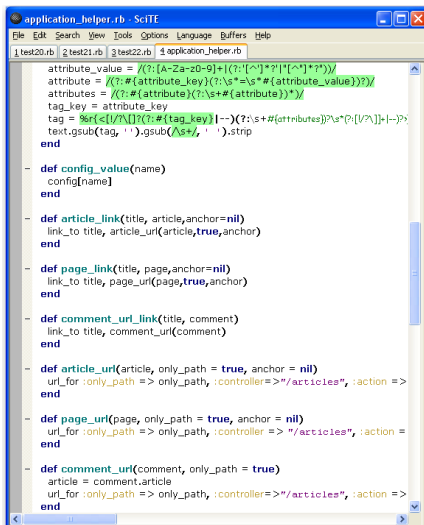 application_helper.rb - SciTE
File Edit Search View Tools Options Language Buffers Help
1 test20.rb 2 test21.rb 3 test22.rb 4 application_helper.rb
attribute_value = /(?:[A-Za-z0-9]+|(?:'[^']*?'|"[^"]*?"))/
attribute = /(?:#{attribute_key}(?:\s*=\s*#{attribute_value})?)/
attributes = /(?:#{attribute}(?:\s+#{attribute})*)/
tag_key = attribute_key
tag = %r{<[!/?\[]?(?:#{tag_key}|--)(?:\s+#{attributes})?\s*(?:[!/?\]]+|--)?>
text.gsub(tag, '').gsub(/\s+/, ' ').strip
end
def config_value(name)
config[name]
end
def article_link(title, article,anchor=nil)
link_to title, article_url(article,true,anchor)
end
def page_link(title, page,anchor=nil)
link_to title, page_url(page,true,anchor)
end
def comment_url_link(title, comment)
link_to title, comment_url(comment)
end
def article_url(article, only_path = true, anchor = nil)
url_for :only_path => only_path, :controller=>"/articles", :action =>
end
def page_url(page, only_path = true, anchor = nil)
url_for :only_path => only_path, :controller => "/articles", :action =
end
def comment_url(comment, only_path = true)
article = comment.article
url_for :only_path => only_path, :controller=>"/articles", :action =>
end